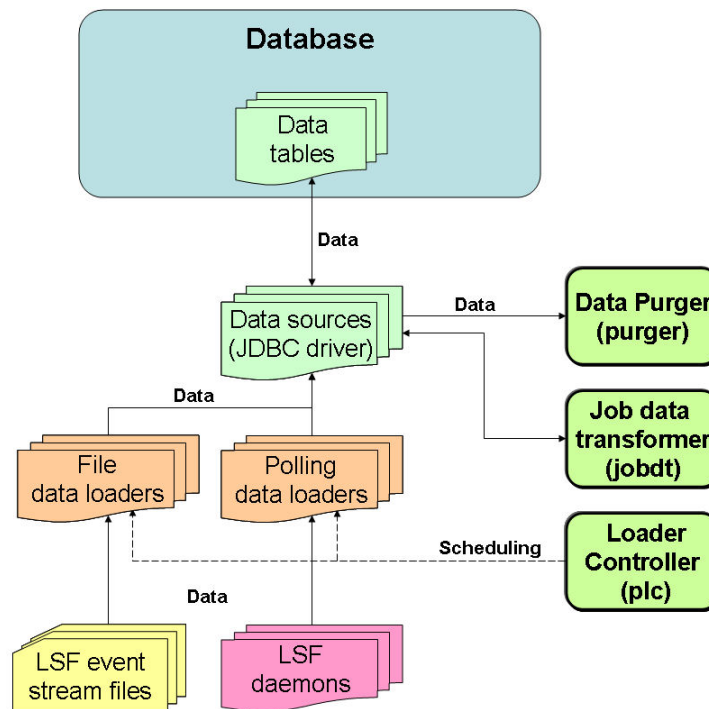 Database
Data
tables
Data
Data sources
(JDBC driver)
Data
Data Purger
(purger)
Job data
transformer
(jobdt)
Data
File
data loaders
Polling
data loaders
Scheduling
Loader
Controller
(plc)
Data
LSF event
stream files
LSF
daemons